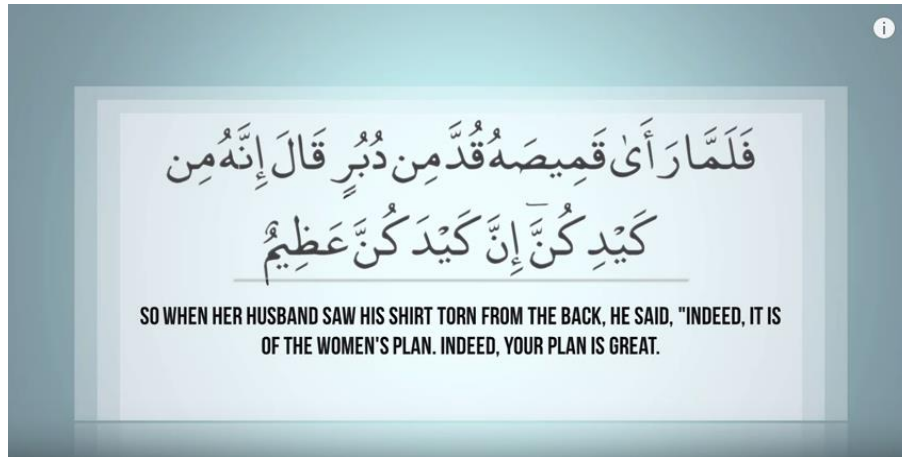 فَلَمَّا رَأَىٰ قَمِيصَهُ قُدَّ مِن دُبُرٍ قَالَ إِنَّهُ مِن
كَيْدِكُنَّ ۖ إِنَّ كَيْدَكُنَّ عَظِيمٌ
SO WHEN HER HUSBAND SAW HIS SHIRT TORN FROM THE BACK, HE SAID, "INDEED, IT IS
OF THE WOMEN'S PLAN. INDEED, YOUR PLAN IS GREAT.